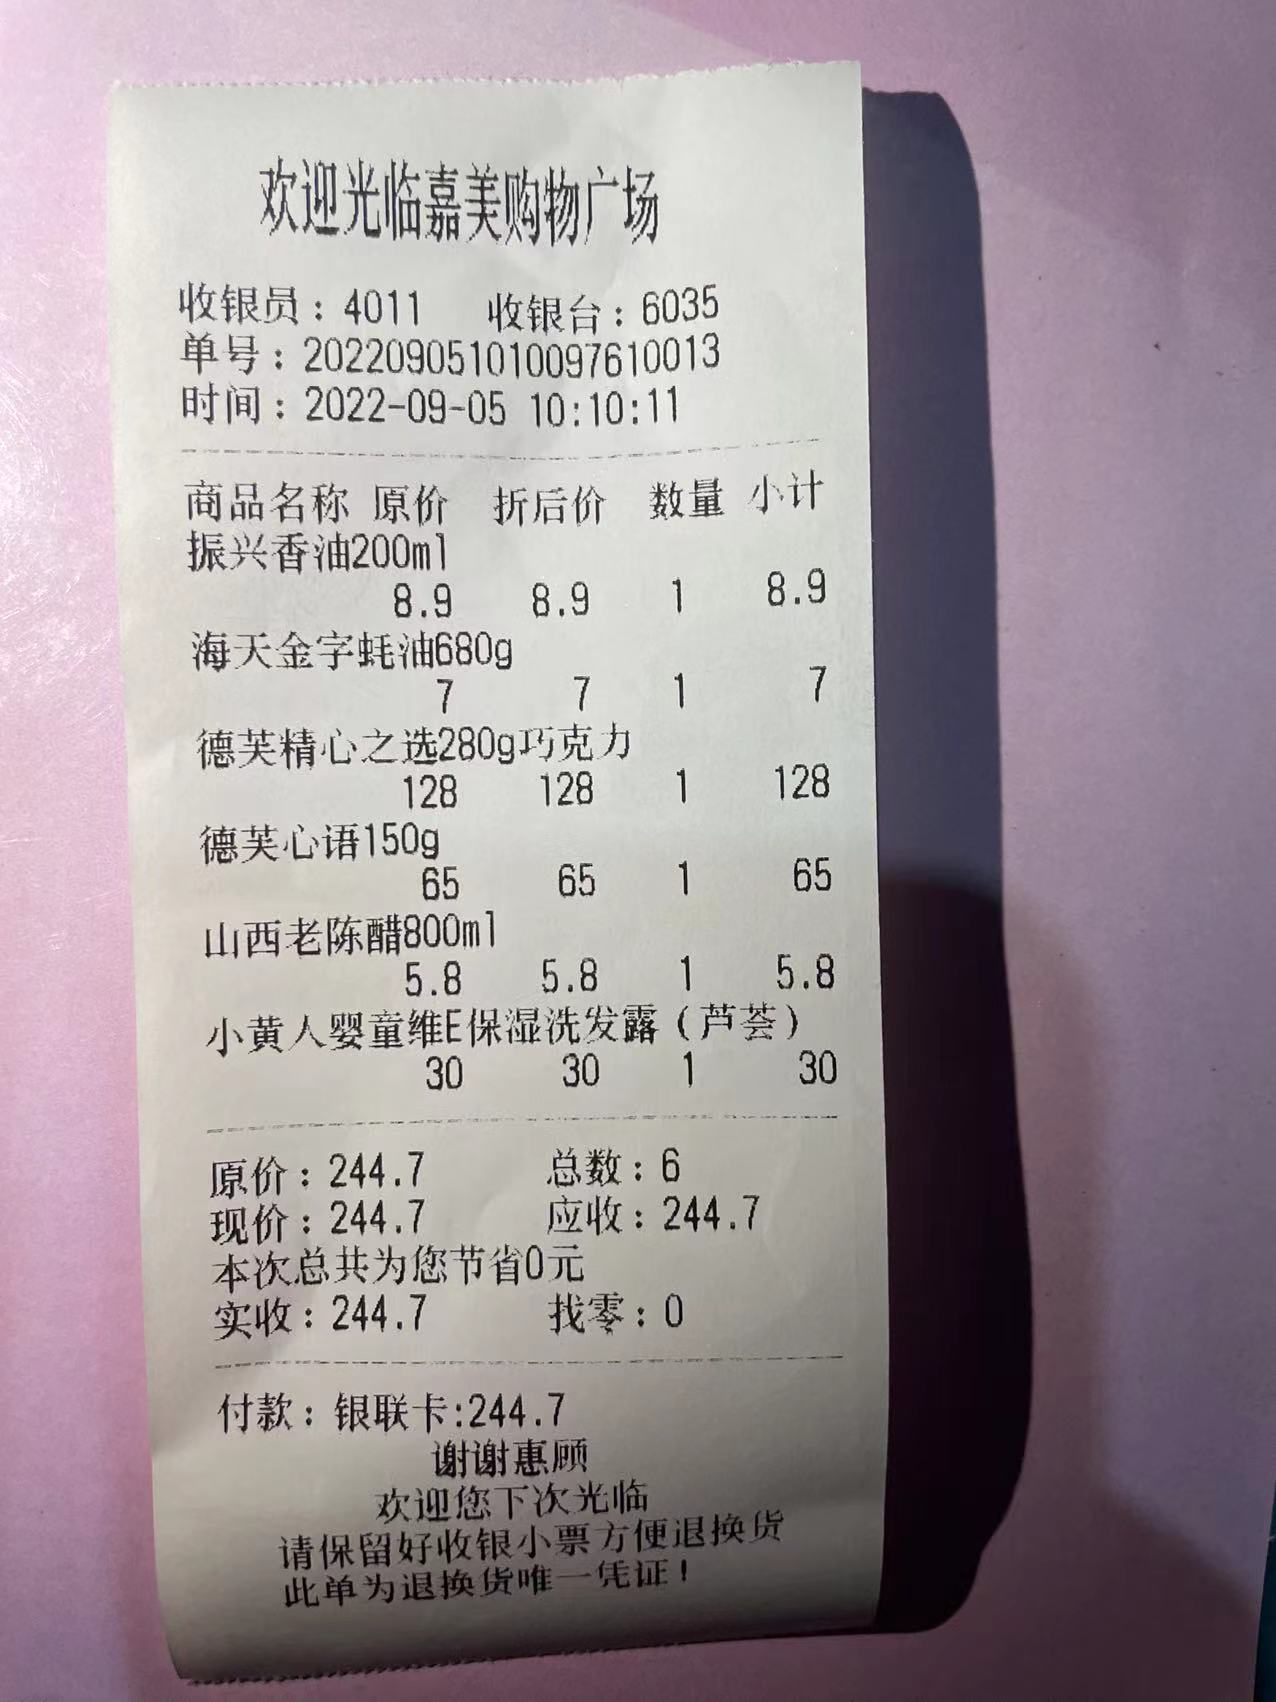 欢迎光临嘉美购物广场
收银员：4011 收银台：6035
单号：202209051010097610013
时间：2022-09-05 10:10:11
商品名称 原价 折后价 数量 小计
振兴香油200ml
8.9 8.9 1 8.9
海天金字蚝油680g
7 7 1 7
德芙精心之选280g巧克力
128 128 1 128
德芙心语150g
65 65 1 65
山西老陈醋800ml
5.8 5.8 1 5.8
小黄人婴童维E保湿洗发露（芦荟）
30 30 1 30
原价：244.7 总数：6
现价：244.7 应收：244.7
本次总共为您节省0元
实收：244.7 找零：0
付款：银联卡:244.7
谢谢惠顾
欢迎您下次光临
请保留好收银小票方便退换货
此单为退换货唯一凭证！